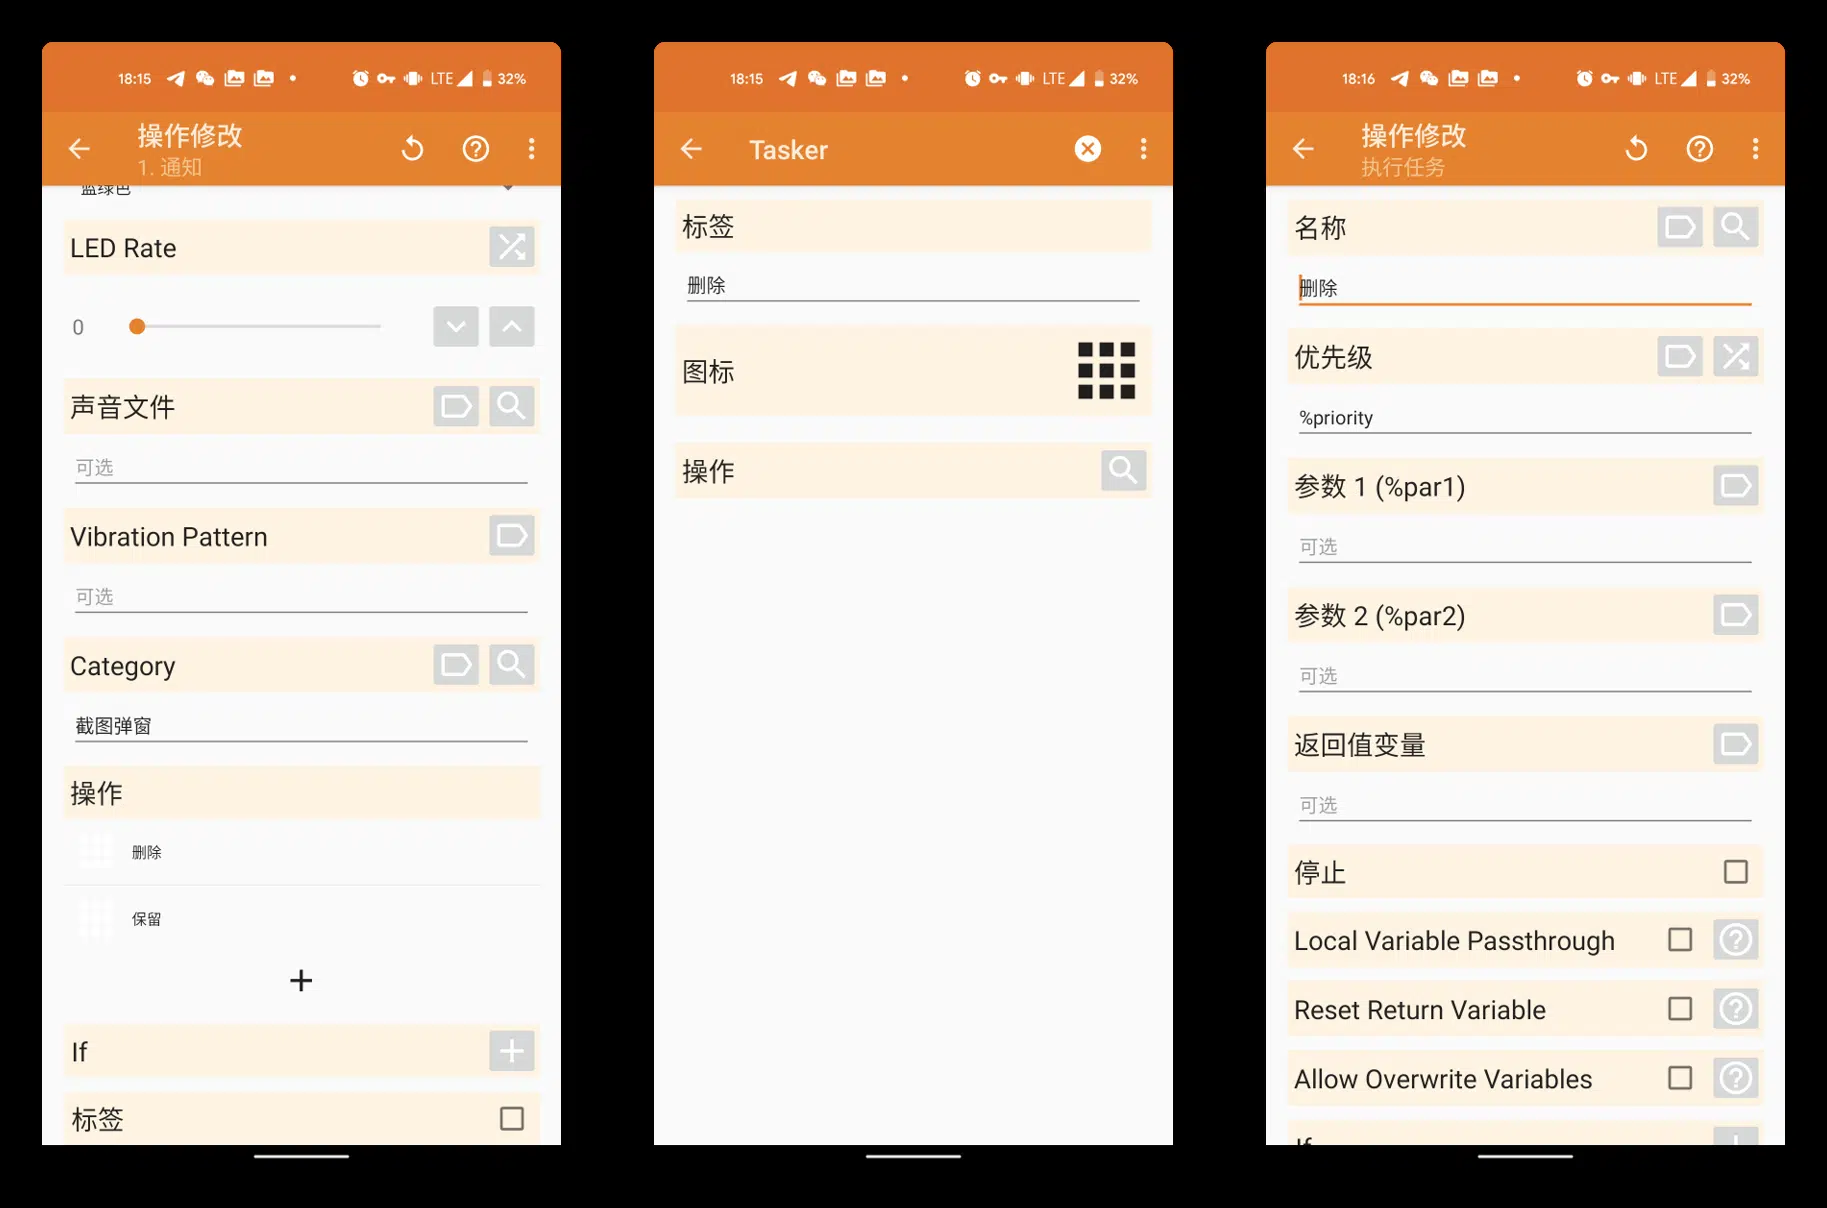 18:15
LTE
32%
操作修改
1. 通知
蓝绿色
LED Rate
0
声音文件
可选
Vibration Pattern
可选
Category
截图弹窗
操作
删除
保留
If
标签
18:15
LTE
32%
Tasker
标签
删除
图标
操作
18:16
LTE
32%
操作修改
执行任务
名称
删除
优先级
%priority
参数 1 (%par1)
可选
参数 2 (%par2)
可选
返回值变量
可选
停止
Local Variable Passthrough
Reset Return Variable
Allow Overwrite Variables
If